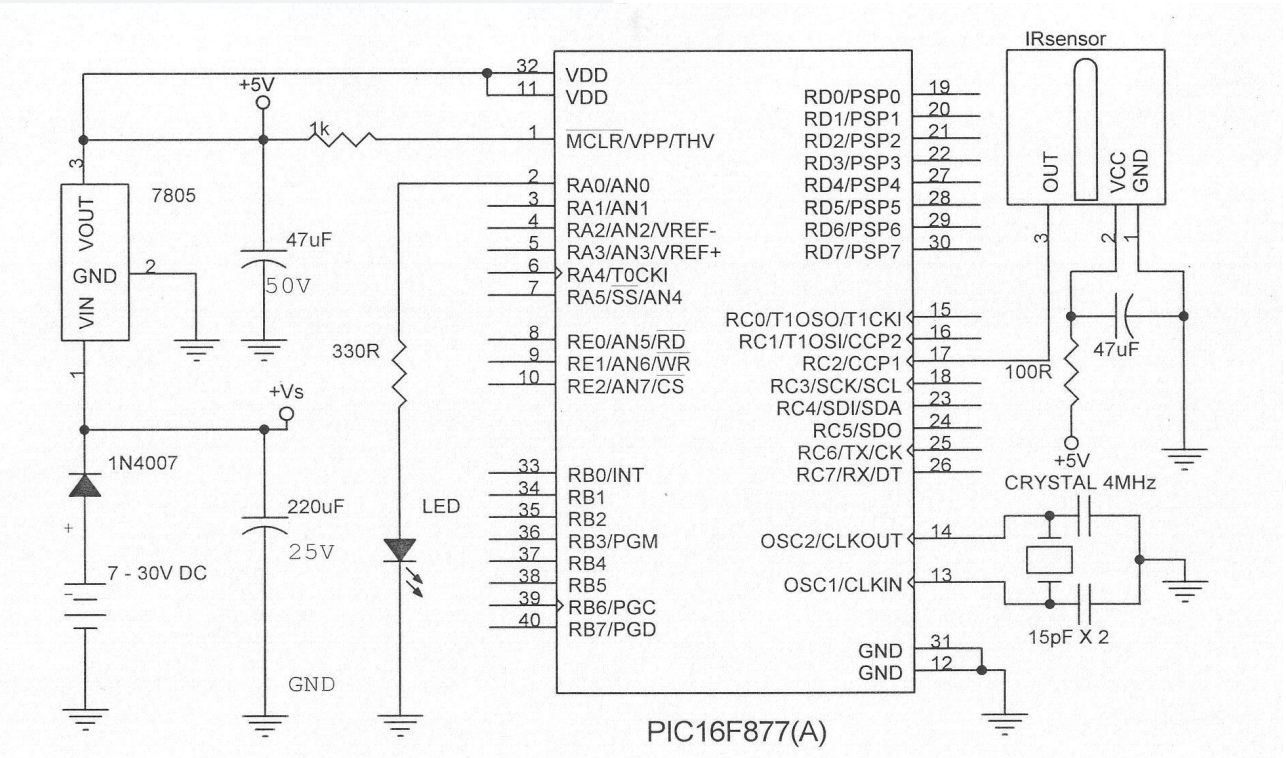 IRsensor
OUT
VCC
GND
3
2
1
+5V
1k
3
VOUT
GND
VIN
7805
2
1
47uF
50V
+Vs
1N4007
+
7 - 30V DC
-
220uF
25V
GND
330R
LED
32 VDD
11 VDD
1 MCLR/VPP/THV
2 RA0/AN0
3 RA1/AN1
4 RA2/AN2/VREF-
5 RA3/AN3/VREF+
6 RA4/T0CKI
7 RA5/SS/AN4
8 RE0/AN5/RD
9 RE1/AN6/WR
10 RE2/AN7/CS
33 RB0/INT
34 RB1
35 RB2
36 RB3/PGM
37 RB4
38 RB5
39 RB6/PGC
40 RB7/PGD
RD0/PSP0 19
RD1/PSP1 20
RD2/PSP2 21
RD3/PSP3 22
RD4/PSP4 27
RD5/PSP5 28
RD6/PSP6 29
RD7/PSP7 30
RC0/T1OSO/T1CKI 15
RC1/T1OSI/CCP2 16
RC2/CCP1 17
RC3/SCK/SCL 18
RC4/SDI/SDA 23
RC5/SDO 24
RC6/TX/CK 25
RC7/RX/DT 26
OSC2/CLKOUT 14
OSC1/CLKIN 13
GND 31
GND 12
47uF
100R
+5V
CRYSTAL 4MHz
15pF X 2
PIC16F877(A)